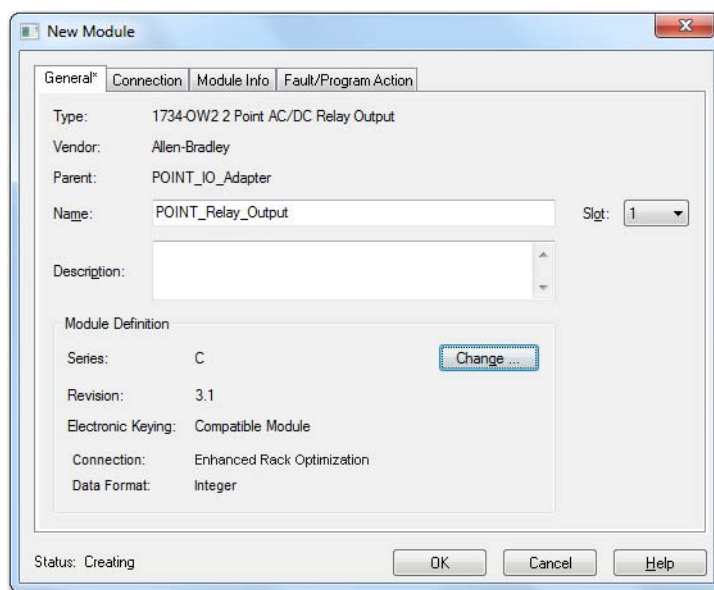 New Module
General* Connection Module Info Fault/Program Action
Type: 1734-OW2 2 Point AC/DC Relay Output
Vendor: Allen-Bradley
Parent: POINT_IO_Adapter
Name: POINT_Relay_Output Slot: 1
Description:
Module Definition
Series: C Change ...
Revision: 3.1
Electronic Keying: Compatible Module
Connection: Enhanced Rack Optimization
Data Format: Integer
Status: Creating OK Cancel Help